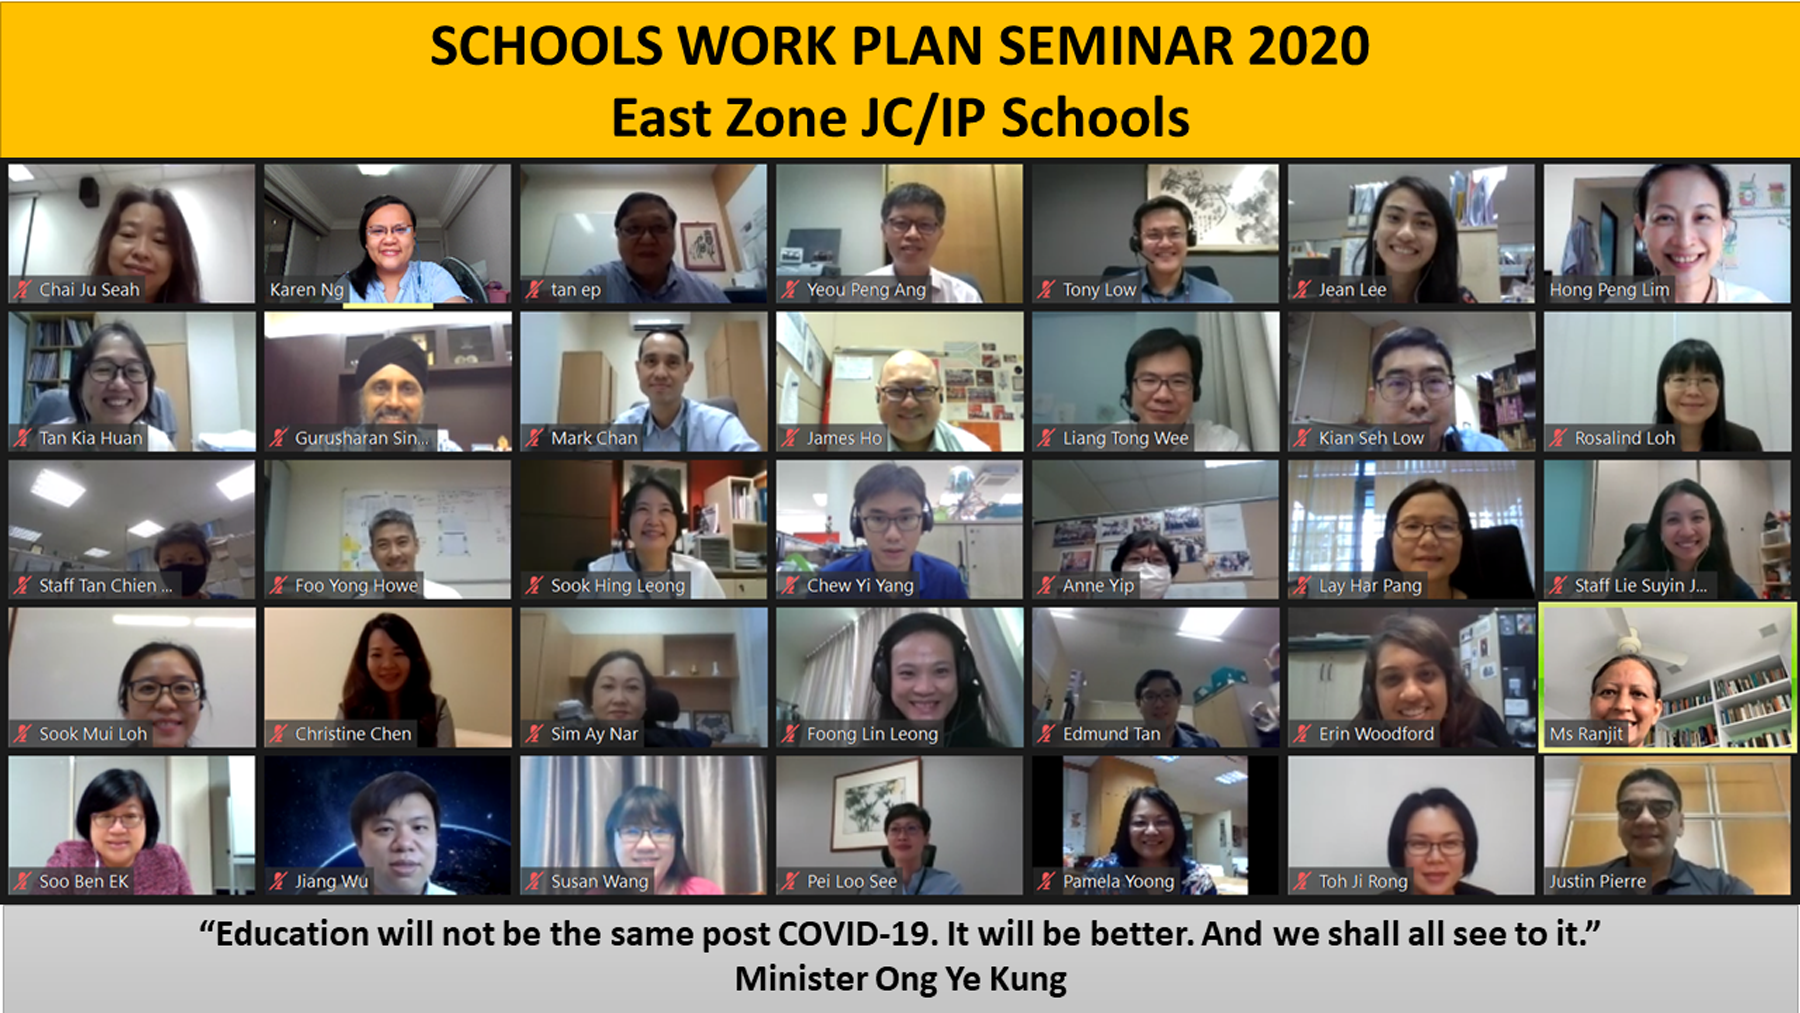 SCHOOLS WORK PLAN SEMINAR 2020
East Zone JC/IP Schools
Chai Ju Seah
Karen Ng
tan ep
Yeou Peng Ang
Tony Low
Jean Lee
Hong Peng Lim
Tan Kia Huan
Gurusharan Sin...
Mark Chan
James Ho
Liang Tong Wee
Kian Seh Low
Rosalind Loh
Staff Tan Chien ...
Foo Yong Howe
Sook Hing Leong
Chew Yi Yang
Anne Yip
Lay Har Pang
Staff Lie Suyin J...
Sook Mui Loh
Christine Chen
Sim Ay Nar
Foong Lin Leong
Edmund Tan
Erin Woodford
Ms Ranjit
Soo Ben EK
Jiang Wu
Susan Wang
Pei Loo See
Pamela Yoong
Toh Ji Rong
Justin Pierre
“Education will not be the same post COVID-19. It will be better. And we shall all see to it.”
Minister Ong Ye Kung